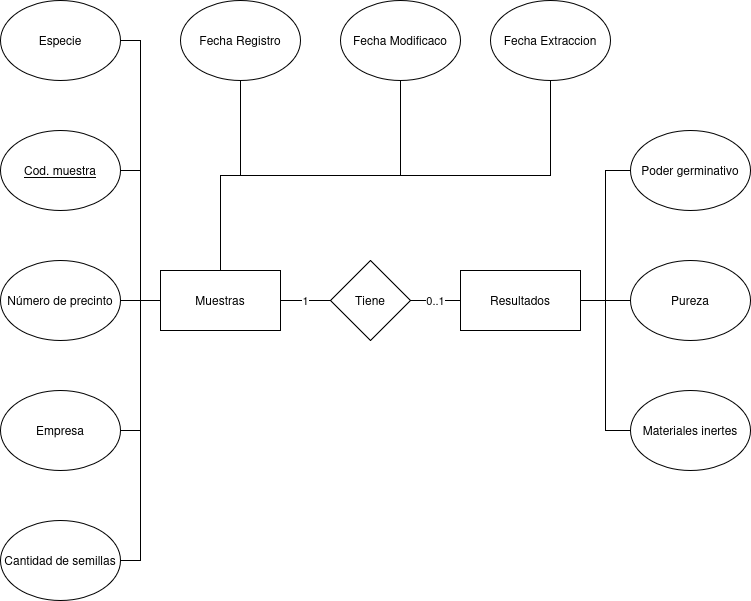 Especie
Fecha Registro
Fecha Modificaco
Fecha Extraccion
Cod. muestra
Poder germinativo
Número de precinto
Muestras
1
Tiene
0..1
Resultados
Pureza
Empresa
Materiales inertes
Cantidad de semillas